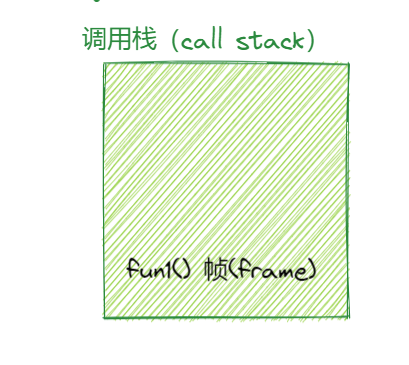 调用栈（call stack）
fun1() 帧(frame)